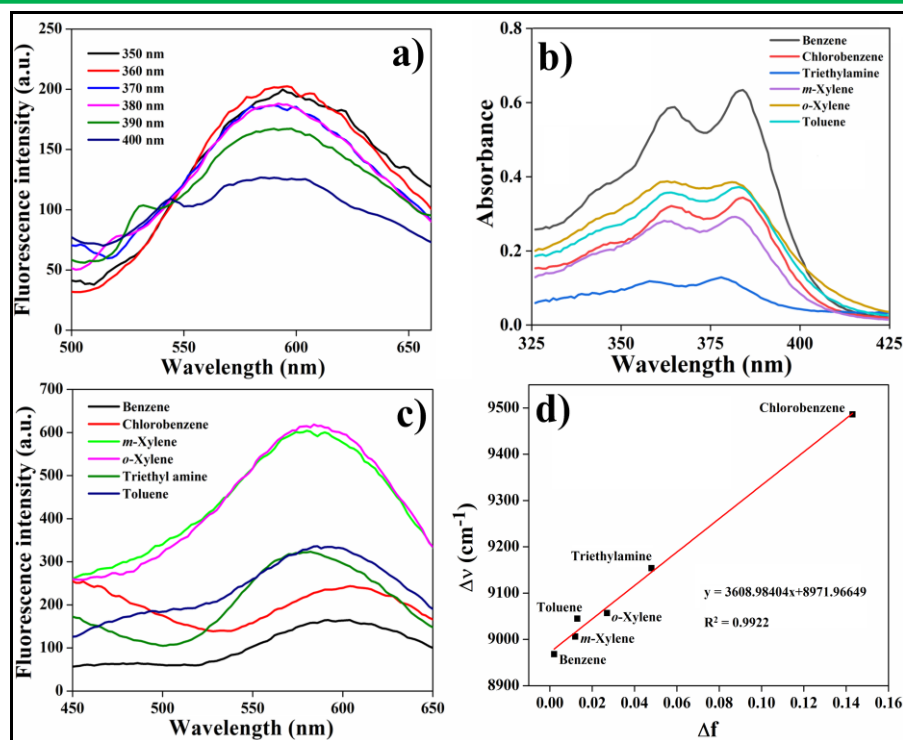 a)
350 nm
360 nm
370 nm
380 nm
390 nm
400 nm
250
200
150
100
50
0
Fluorescence intensity (a.u.)
500
550
600
650
Wavelength (nm)
b)
Benzene
Chlorobenzene
Triethylamine
m-Xylene
o-Xylene
Toluene
0.8
0.6
0.4
0.2
0.0
Absorbance
325
350
375
400
425
Wavelength (nm)
c)
Benzene
Chlorobenzene
m-Xylene
o-Xylene
Triethyl amine
Toluene
700
600
500
400
300
200
100
0
Fluorescence intensity (a.u.)
450
500
550
600
650
Wavelength (nm)
d)
Chlorobenzene
Triethylamine
Toluene
o-Xylene
m-Xylene
Benzene
y = 3608.98404x+8971.96649
R² = 0.9922
9500
9400
9300
9200
9100
9000
8900
Δν (cm⁻¹)
0.00
0.02
0.04
0.06
0.08
0.10
0.12
0.14
0.16
Δf